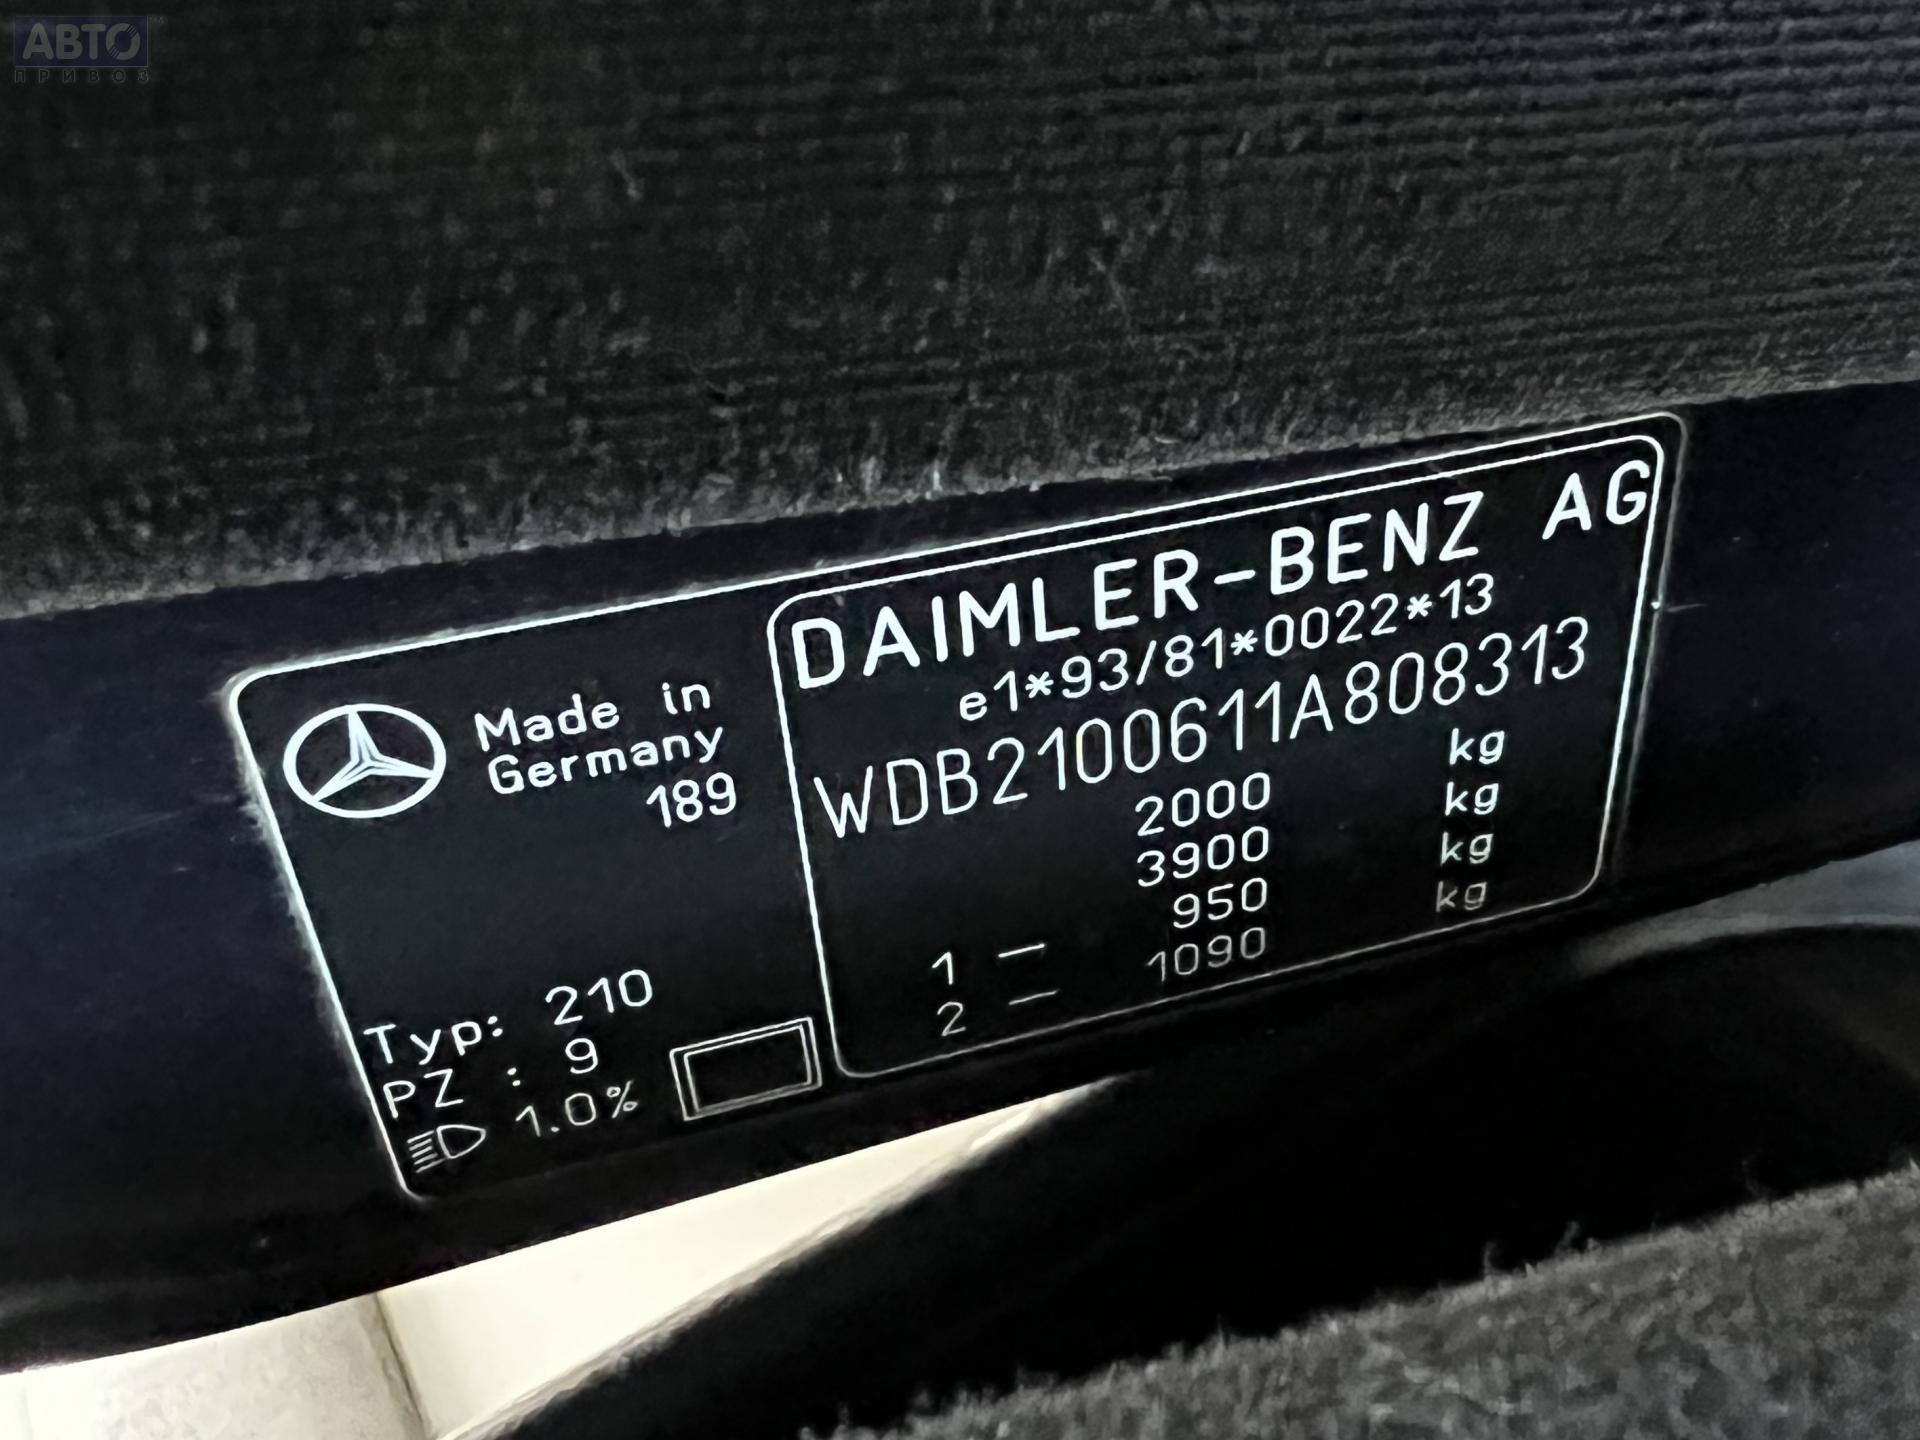 АВТО
ПРИВОЗ
DAIMLER-BENZ AG
e1*93/81*0022*13
WDB2100611A808313
2000 kg
3900 kg
1 — 950 kg
2 — 1090 kg
Made in
Germany
189
Typ: 210
PZ : 9
1.0%